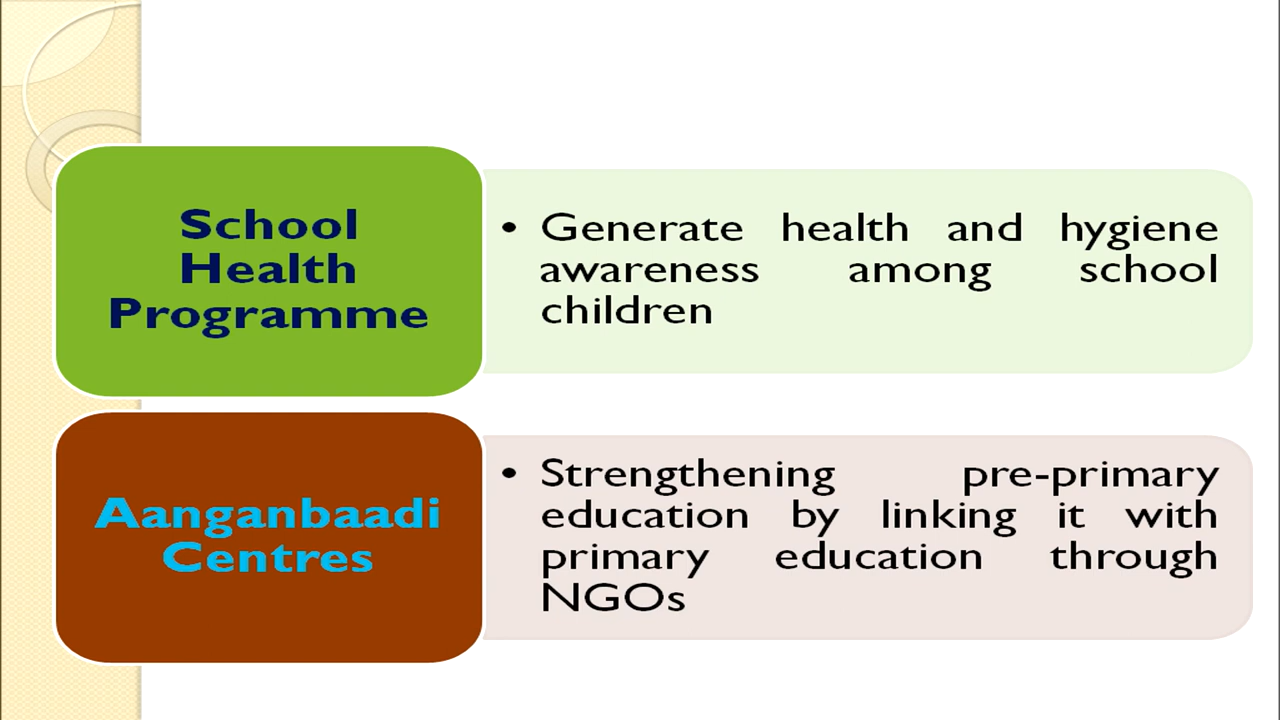 School
Health
Programme
• Generate health and hygiene
awareness among school
children
Aanganbaadi
Centres
• Strengthening pre-primary
education by linking it with
primary education through
NGOs